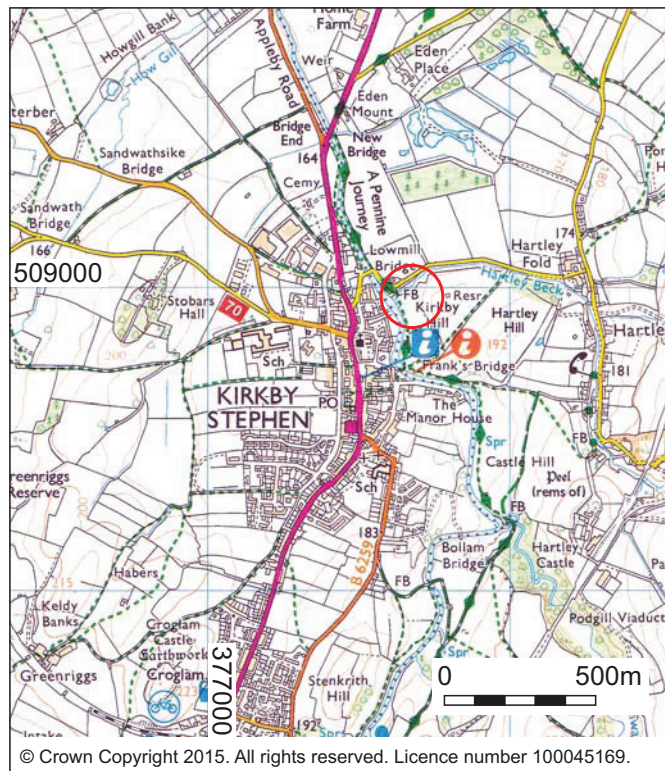 Howgill Bank
How Gill
Home
Farm
Weir
Appleby Road
Eden
Place
Eden
Mount
Bridge
End
New
Bridge
164
Sandwathsike
Bridge
Cemy
A Pennine
Journey
Sandwath
Bridge
166
Lowmill
Bridge
174
180
Hartley
Fold
509000
Hartley Beck
FB
Resr
Kirkby
Hill
Hartley
Hill
Stobars
Hall
70
200
Sch
192
Frank's Bridge
181
KIRKBY
STEPHEN
PO
The
Manor House
Spr
Castle Hill
Peel
(rems of)
FB
FB
Sch
183
B 6259
Bollam
Bridge
Hartley
Castle
215
Habers
FB
Keldy
Banks
Croglam
Castle
Earthwork
Croglam
223
Podgill Viaduct
Greenriggs
377000
Spr
Stenkrith
Hill
192
0 500m
© Crown Copyright 2015. All rights reserved. Licence number 100045169.